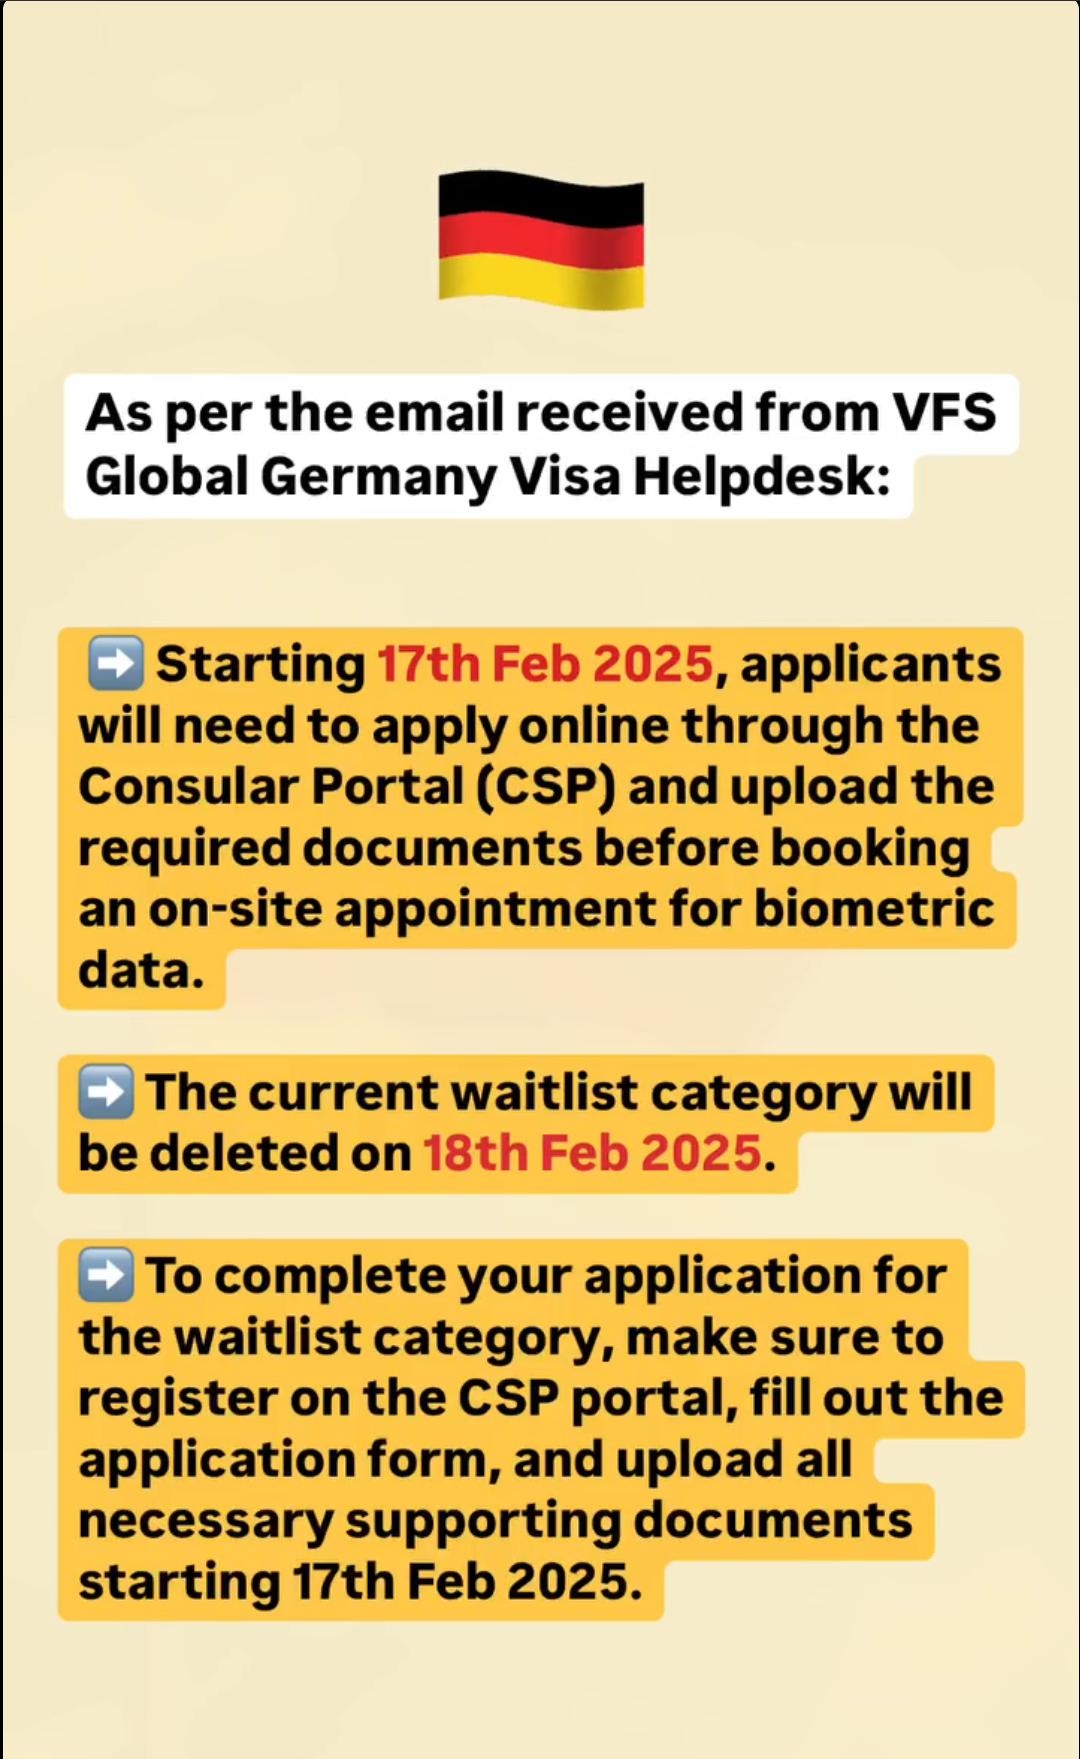 As per the email received from VFS
Global Germany Visa Helpdesk:
➡️ Starting 17th Feb 2025, applicants
will need to apply online through the
Consular Portal (CSP) and upload the
required documents before booking
an on-site appointment for biometric
data.
➡️ The current waitlist category will
be deleted on 18th Feb 2025.
➡️ To complete your application for
the waitlist category, make sure to
register on the CSP portal, fill out the
application form, and upload all
necessary supporting documents
starting 17th Feb 2025.